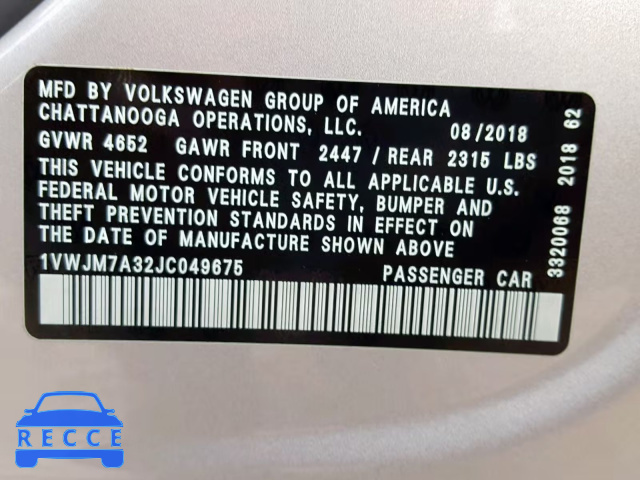 MFD BY VOLKSWAGEN GROUP OF AMERICA
CHATTANOOGA OPERATIONS, LLC. 08/2018
GVWR 4652 GAWR FRONT 2447 / REAR 2315 LBS
THIS VEHICLE CONFORMS TO ALL APPLICABLE U.S.
FEDERAL MOTOR VEHICLE SAFETY, BUMPER AND
THEFT PREVENTION STANDARDS IN EFFECT ON
THE DATE OF MANUFACTURE SHOWN ABOVE
1VWJM7A32JC049675 PASSENGER CAR
3320068 2018 62
RECCE